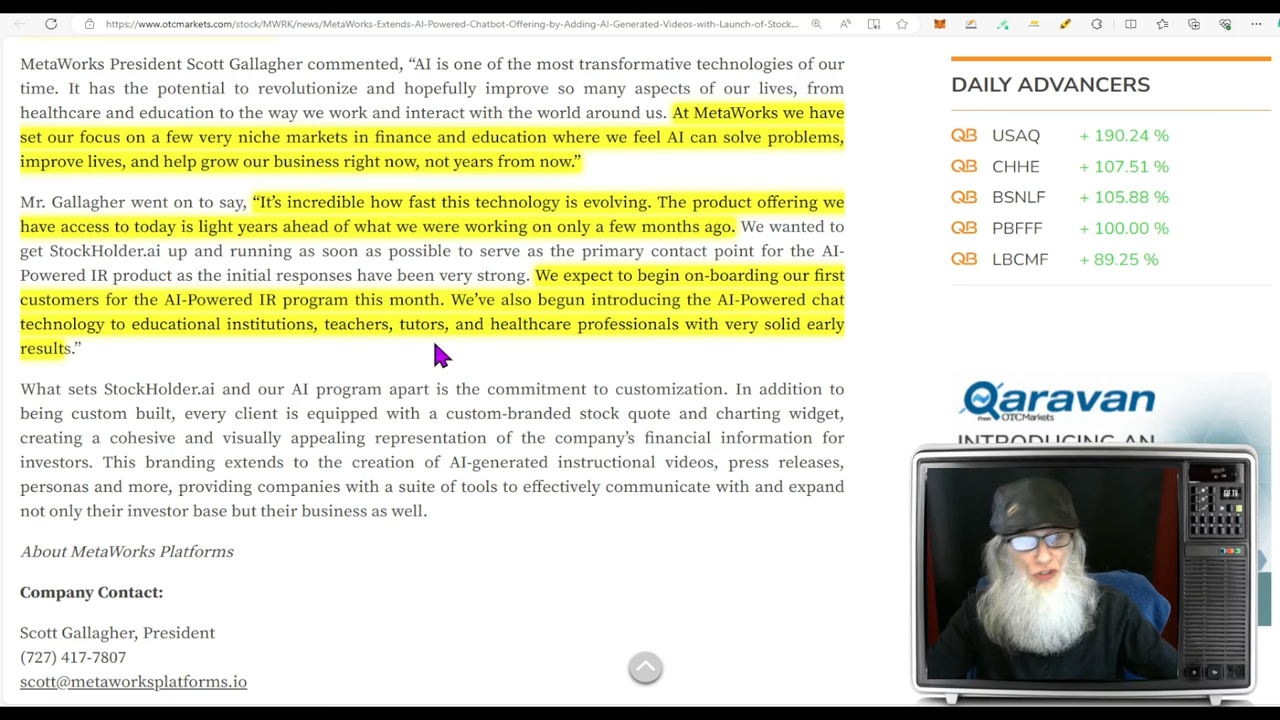 https://www.otcmarkets.com/stock/MWRK/news/MetaWorks-Extends-AI-Powered-Chatbot-Offering-by-Adding-AI-Generated-Videos-with-Launch-of-Stock...
MetaWorks President Scott Gallagher commented, “AI is one of the most transformative technologies of our
time. It has the potential to revolutionize and hopefully improve so many aspects of our lives, from
healthcare and education to the way we work and interact with the world around us. At MetaWorks we have
set our focus on a few very niche markets in finance and education where we feel AI can solve problems,
improve lives, and help grow our business right now, not years from now.”
Mr. Gallagher went on to say, “It’s incredible how fast this technology is evolving. The product offering we
have access to today is light years ahead of what we were working on only a few months ago. We wanted to
get StockHolder.ai up and running as soon as possible to serve as the primary contact point for the AI-
Powered IR product as the initial responses have been very strong. We expect to begin on-boarding our first
customers for the AI-Powered IR program this month. We’ve also begun introducing the AI-Powered chat
technology to educational institutions, teachers, tutors, and healthcare professionals with very solid early
results.”
What sets StockHolder.ai and our AI program apart is the commitment to customization. In addition to
being custom built, every client is equipped with a custom-branded stock quote and charting widget,
creating a cohesive and visually appealing representation of the company’s financial information for
investors. This branding extends to the creation of AI-generated instructional videos, press releases,
personas and more, providing companies with a suite of tools to effectively communicate with and expand
not only their investor base but their business as well.
About MetaWorks Platforms
Company Contact:
Scott Gallagher, President
(727) 417-7807
scott@metaworksplatforms.io
DAILY ADVANCERS
QB USAQ + 190.24 %
QB CHHE + 107.51 %
QB BSNLF + 105.88 %
QB PBFFF + 100.00 %
QB LBCMF + 89.25 %
Qaravan
From OTCMarkets
INTRODUCING AN
GIF.TV